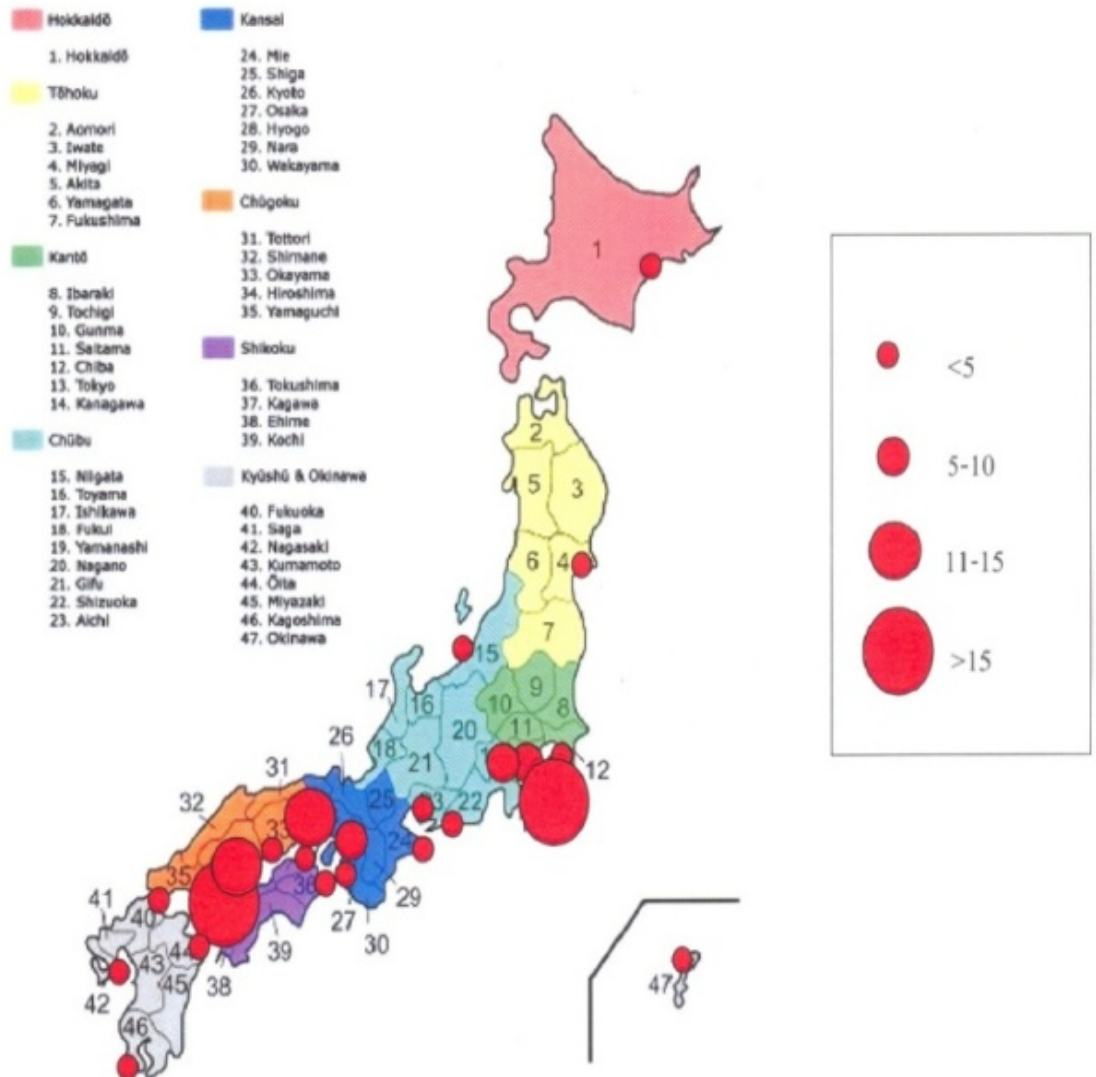 Hokkaidō
1. Hokkaidō
Tōhoku
2. Aomori
3. Iwate
4. Miyagi
5. Akita
6. Yamagata
7. Fukushima
Kantō
8. Ibaraki
9. Tochigi
10. Gunma
11. Saitama
12. Chiba
13. Tokyo
14. Kanagawa
Chūbu
15. Niigata
16. Toyama
17. Ishikawa
18. Fukui
19. Yamanashi
20. Nagano
21. Gifu
22. Shizuoka
23. Aichi
Kansai
24. Mie
25. Shiga
26. Kyoto
27. Osaka
28. Hyogo
29. Nara
30. Wakayama
Chūgoku
31. Tottori
32. Shimane
33. Okayama
34. Hiroshima
35. Yamaguchi
Shikoku
36. Tokushima
37. Kagawa
38. Ehime
39. Kochi
Kyūshū & Okinawa
40. Fukuoka
41. Saga
42. Nagasaki
43. Kumamoto
44. Ōita
45. Miyazaki
46. Kagoshima
47. Okinawa
1
2
5
3
6
4
7
15
17
16
9
10
8
20
11
26
18
21
12
31
25
22
32
33
24
35
29
41
40
27
30
44
39
43
38
45
42
46
47
<5
5-10
11-15
>15